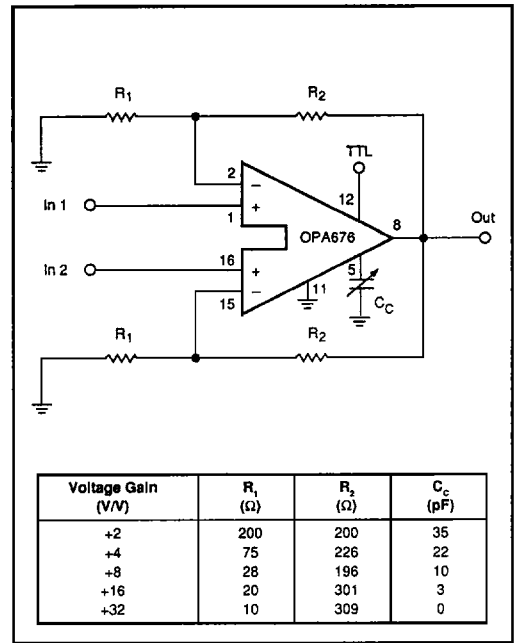 R1
R2
TTL
2
−
12
In 1
+
1
8
Out
OPA676
In 2
16
+
5
−
11
15
CC
R1
R2
Voltage Gain (V/V) R1 (Ω) R2 (Ω) Cc (pF)
+2 200 200 35
+4 75 226 22
+8 28 196 10
+16 20 301 3
+32 10 309 0